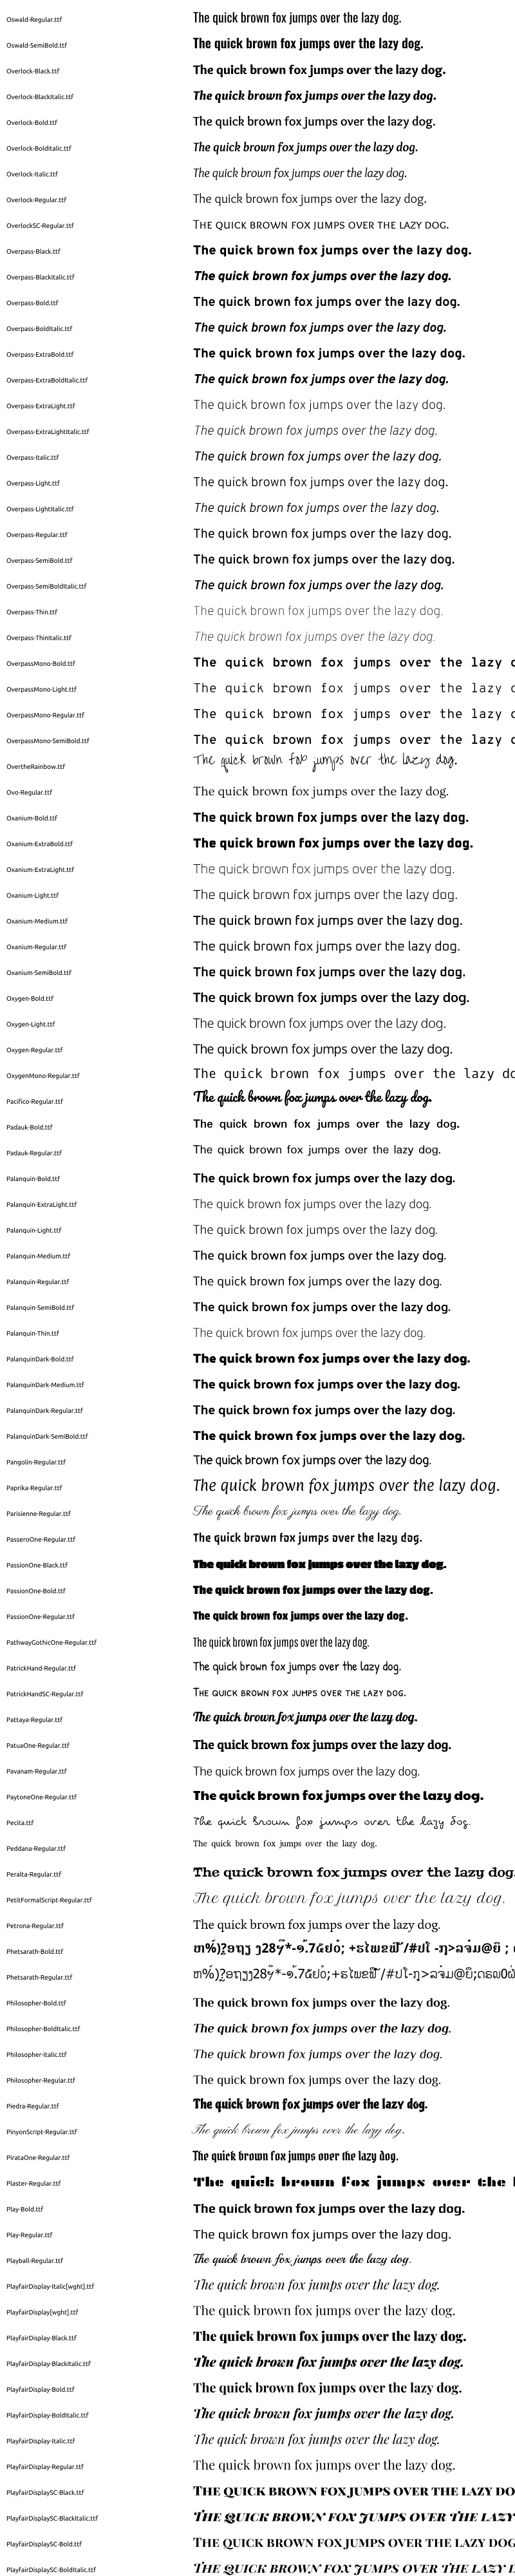 Oswald-Regular.ttf The quick brown fox jumps over the lazy dog.
Oswald-SemiBold.ttf The quick brown fox jumps over the lazy dog.
Overlock-Black.ttf The quick brown fox jumps over the lazy dog.
Overlock-BlackItalic.ttf The quick brown fox jumps over the lazy dog.
Overlock-Bold.ttf The quick brown fox jumps over the lazy dog.
Overlock-BoldItalic.ttf The quick brown fox jumps over the lazy dog.
Overlock-Italic.ttf The quick brown fox jumps over the lazy dog.
Overlock-Regular.ttf The quick brown fox jumps over the lazy dog.
OverlockSC-Regular.ttf The quick brown fox jumps over the lazy dog.
Overpass-Black.ttf The quick brown fox jumps over the lazy dog.
Overpass-BlackItalic.ttf The quick brown fox jumps over the lazy dog.
Overpass-Bold.ttf The quick brown fox jumps over the lazy dog.
Overpass-BoldItalic.ttf The quick brown fox jumps over the lazy dog.
Overpass-ExtraBold.ttf The quick brown fox jumps over the lazy dog.
Overpass-ExtraBoldItalic.ttf The quick brown fox jumps over the lazy dog.
Overpass-ExtraLight.ttf The quick brown fox jumps over the lazy dog.
Overpass-ExtraLightItalic.ttf The quick brown fox jumps over the lazy dog.
Overpass-Italic.ttf The quick brown fox jumps over the lazy dog.
Overpass-Light.ttf The quick brown fox jumps over the lazy dog.
Overpass-LightItalic.ttf The quick brown fox jumps over the lazy dog.
Overpass-Regular.ttf The quick brown fox jumps over the lazy dog.
Overpass-SemiBold.ttf The quick brown fox jumps over the lazy dog.
Overpass-SemiBoldItalic.ttf The quick brown fox jumps over the lazy dog.
Overpass-Thin.ttf The quick brown fox jumps over the lazy dog.
Overpass-ThinItalic.ttf The quick brown fox jumps over the lazy dog.
OverpassMono-Bold.ttf The quick brown fox jumps over the lazy
OverpassMono-Light.ttf The quick brown fox jumps over the lazy
OverpassMono-Regular.ttf The quick brown fox jumps over the lazy
OverpassMono-SemiBold.ttf The quick brown fox jumps over the lazy
OvertheRainbow.ttf The quick brown fox jumps over the lazy dog.
Ovo-Regular.ttf The quick brown fox jumps over the lazy dog.
Oxanium-Bold.ttf The quick brown fox jumps over the lazy dog.
Oxanium-ExtraBold.ttf The quick brown fox jumps over the lazy dog.
Oxanium-ExtraLight.ttf The quick brown fox jumps over the lazy dog.
Oxanium-Light.ttf The quick brown fox jumps over the lazy dog.
Oxanium-Medium.ttf The quick brown fox jumps over the lazy dog.
Oxanium-Regular.ttf The quick brown fox jumps over the lazy dog.
Oxanium-SemiBold.ttf The quick brown fox jumps over the lazy dog.
Oxygen-Bold.ttf The quick brown fox jumps over the lazy dog.
Oxygen-Light.ttf The quick brown fox jumps over the lazy dog.
Oxygen-Regular.ttf The quick brown fox jumps over the lazy dog.
OxygenMono-Regular.ttf The quick brown fox jumps over the lazy do
Pacifico-Regular.ttf The quick brown fox jumps over the lazy dog.
Padauk-Bold.ttf The quick brown fox jumps over the lazy dog.
Padauk-Regular.ttf The quick brown fox jumps over the lazy dog.
Palanquin-Bold.ttf The quick brown fox jumps over the lazy dog.
Palanquin-ExtraLight.ttf The quick brown fox jumps over the lazy dog.
Palanquin-Light.ttf The quick brown fox jumps over the lazy dog.
Palanquin-Medium.ttf The quick brown fox jumps over the lazy dog.
Palanquin-Regular.ttf The quick brown fox jumps over the lazy dog.
Palanquin-SemiBold.ttf The quick brown fox jumps over the lazy dog.
Palanquin-Thin.ttf The quick brown fox jumps over the lazy dog.
PalanquinDark-Bold.ttf The quick brown fox jumps over the lazy dog.
PalanquinDark-Medium.ttf The quick brown fox jumps over the lazy dog.
PalanquinDark-Regular.ttf The quick brown fox jumps over the lazy dog.
PalanquinDark-SemiBold.ttf The quick brown fox jumps over the lazy dog.
Pangolin-Regular.ttf The quick brown fox jumps over the lazy dog.
Paprika-Regular.ttf The quick brown fox jumps over the lazy dog.
Parisienne-Regular.ttf The quick brown fox jumps over the lazy dog.
PasseroOne-Regular.ttf The quick brown fox jumps over the lazy dog.
PassionOne-Black.ttf The quick brown fox jumps over the lazy dog.
PassionOne-Bold.ttf The quick brown fox jumps over the lazy dog.
PassionOne-Regular.ttf The quick brown fox jumps over the lazy dog.
PathwayGothicOne-Regular.ttf The quick brown fox jumps over the lazy dog.
PatrickHand-Regular.ttf The quick brown fox jumps over the lazy dog.
PatrickHandSC-Regular.ttf The quick brown fox jumps over the lazy dog.
Pattaya-Regular.ttf The quick brown fox jumps over the lazy dog.
PatuaOne-Regular.ttf The quick brown fox jumps over the lazy dog.
Pavanam-Regular.ttf The quick brown fox jumps over the lazy dog.
PaytoneOne-Regular.ttf The quick brown fox jumps over the lazy dog.
Pecita.ttf The quick brown fox jumps over the lazy dog.
Peddana-Regular.ttf The quick brown fox jumps over the lazy dog.
Peralta-Regular.ttf The quick brown fox jumps over the lazy dog.
PetitFormalScript-Regular.ttf The quick brown fox jumps over the lazy dog.
Petrona-Regular.ttf The quick brown fox jumps over the lazy dog.
Phetsarath-Bold.ttf
Phetsarath-Regular.ttf
Philosopher-Bold.ttf The quick brown fox jumps over the lazy dog.
Philosopher-BoldItalic.ttf The quick brown fox jumps over the lazy dog.
Philosopher-Italic.ttf The quick brown fox jumps over the lazy dog.
Philosopher-Regular.ttf The quick brown fox jumps over the lazy dog.
Piedra-Regular.ttf The quick brown fox jumps over the lazy dog.
PinyonScript-Regular.ttf The quick brown fox jumps over the lazy dog.
PirataOne-Regular.ttf The quick brown fox jumps over the lazy dog.
Plaster-Regular.ttf The quick brown fox jumps over the
Play-Bold.ttf The quick brown fox jumps over the lazy dog.
Play-Regular.ttf The quick brown fox jumps over the lazy dog.
Playball-Regular.ttf The quick brown fox jumps over the lazy dog.
PlayfairDisplay-Italic[wght].ttf The quick brown fox jumps over the lazy dog.
PlayfairDisplay[wght].ttf The quick brown fox jumps over the lazy dog.
PlayfairDisplay-Black.ttf The quick brown fox jumps over the lazy dog.
PlayfairDisplay-BlackItalic.ttf The quick brown fox jumps over the lazy dog.
PlayfairDisplay-Bold.ttf The quick brown fox jumps over the lazy dog.
PlayfairDisplay-BoldItalic.ttf The quick brown fox jumps over the lazy dog.
PlayfairDisplay-Italic.ttf The quick brown fox jumps over the lazy dog.
PlayfairDisplay-Regular.ttf The quick brown fox jumps over the lazy dog.
PlayfairDisplaySC-Black.ttf The quick brown fox jumps over the lazy do
PlayfairDisplaySC-BlackItalic.ttf The quick brown fox jumps over the lazy
PlayfairDisplaySC-Bold.ttf The quick brown fox jumps over the lazy dog
PlayfairDisplaySC-BoldItalic.ttf The quick brown fox jumps over the lazy